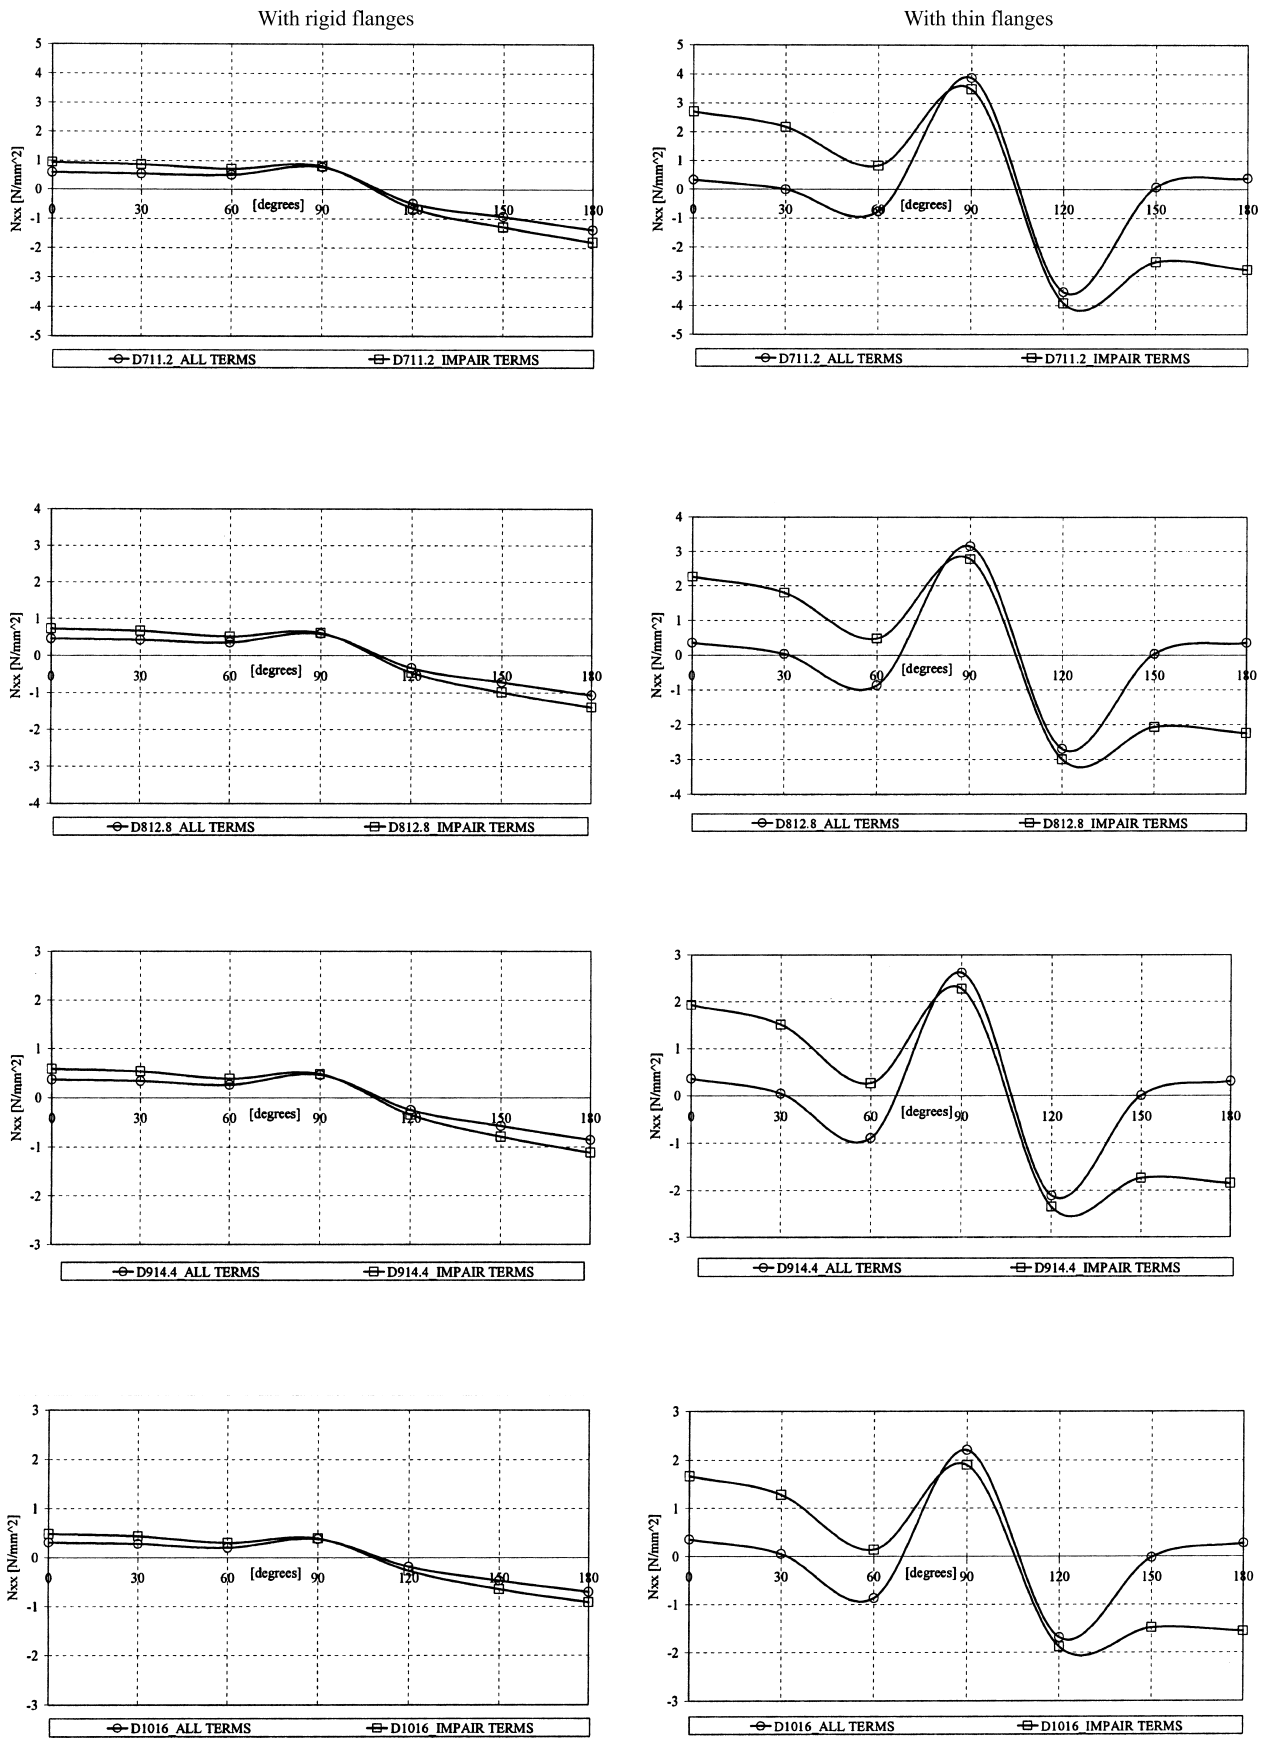 With rigid flanges
With thin flanges
5
4
3
2
1
0
-1
-2
-3
-4
-5
Nxx [N/mm^2]
0 30 60 [degrees] 90 120 150 180
D711.2_ALL TERMS D711.2_IMPAIR TERMS
5
4
3
2
1
0
-1
-2
-3
-4
-5
Nxx [N/mm^2]
0 30 60 [degrees] 90 120 150 180
D711.2_ALL TERMS D711.2_IMPAIR TERMS
4
3
2
1
0
-1
-2
-3
-4
Nxx [N/mm^2]
0 30 60 [degrees] 90 120 150 180
D812.8_ALL TERMS D812.8_IMPAIR TERMS
4
3
2
1
0
-1
-2
-3
-4
Nxx [N/mm^2]
0 30 60 [degrees] 90 120 150 180
D812.8_ALL TERMS D812.8_IMPAIR TERMS
3
2
1
0
-1
-2
-3
Nxx [N/mm^2]
0 30 60 [degrees] 90 120 150 180
D914.4_ALL TERMS D914.4_IMPAIR TERMS
3
2
1
0
-1
-2
-3
Nxx [N/mm^2]
0 30 60 [degrees] 90 120 150 180
D914.4_ALL TERMS D914.4_IMPAIR TERMS
3
2
1
0
-1
-2
-3
Nxx [N/mm^2]
0 30 60 [degrees] 90 120 150 180
D1016_ALL TERMS D1016_IMPAIR TERMS
3
2
1
0
-1
-2
-3
Nxx [N/mm^2]
0 30 60 [degrees] 90 120 150 180
D1016_ALL TERMS D1016_IMPAIR TERMS